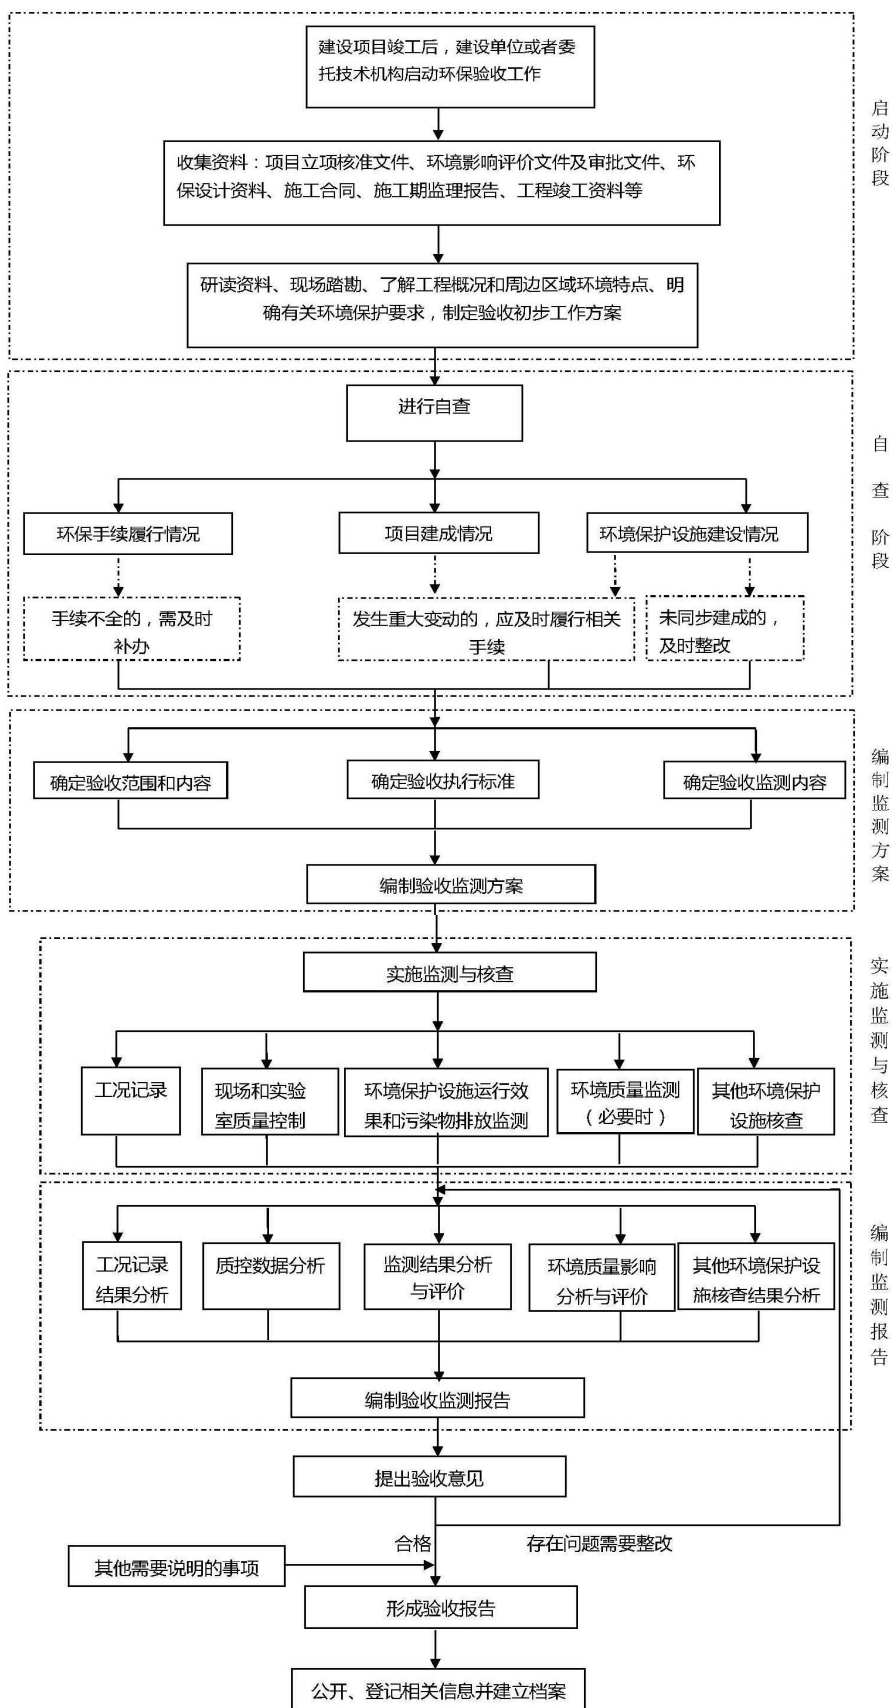 建设项目竣工后，建设单位或者委
托技术机构启动环保验收工作
收集资料：项目立项核准文件、环境影响评价文件及审批文件、环
保设计资料、施工合同、施工期监理报告、工程竣工资料等
研读资料、现场踏勘、了解工程概况和周边区域环境特点、明
确有关环境保护要求，制定验收初步工作方案
启动阶段
进行自查
环保手续履行情况
项目建成情况
环境保护设施建设情况
手续不全的，需及时
补办
发生重大变动的，应及时履行相关
手续
未同步建成的，
及时整改
自查阶段
确定验收范围和内容
确定验收执行标准
确定验收监测内容
编制验收监测方案
编制监测方案
实施监测与核查
工况记录
现场和实验
室质量控制
环境保护设施运行效
果和污染物排放监测
环境质量监测
（必要时）
其他环境保护
设施核查
实施监测与核查
工况记录
结果分析
质控数据分析
监测结果分析
与评价
环境质量影响
分析与评价
其他环境保护设
施核查结果分析
编制验收监测报告
编制监测报告
提出验收意见
合格
存在问题需要整改
其他需要说明的事项
形成验收报告
公开、登记相关信息并建立档案